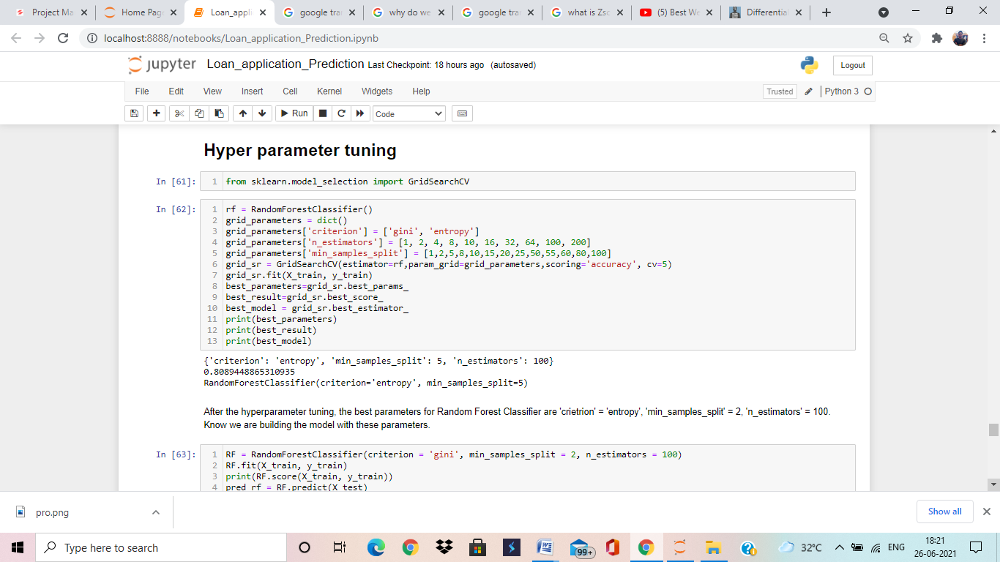 Project Ma
Home Pag
Loan_appli
google tra
why do we
google tra
what is Zsc
(5) Best We
Differentia
localhost:8888/notebooks/Loan_application_Prediction.ipynb
jupyter
Loan_application_Prediction Last Checkpoint: 18 hours ago (autosaved)
Logout
File Edit View Insert Cell Kernel Widgets Help
Trusted
Python 3
Run
Code
Hyper parameter tuning
In [61]:
1 from sklearn.model_selection import GridSearchCV
In [62]:
1 rf = RandomForestClassifier()
2 grid_parameters = dict()
3 grid_parameters['criterion'] = ['gini', 'entropy']
4 grid_parameters['n_estimators'] = [1, 2, 4, 8, 10, 16, 32, 64, 100, 200]
5 grid_parameters['min_samples_split'] = [1,2,5,8,10,15,20,25,50,55,60,80,100]
6 grid_sr = GridSearchCV(estimator=rf,param_grid=grid_parameters,scoring='accuracy', cv=5)
7 grid_sr.fit(X_train, y_train)
8 best_parameters=grid_sr.best_params_
9 best_result=grid_sr.best_score_
10 best_model = grid_sr.best_estimator_
11 print(best_parameters)
12 print(best_result)
13 print(best_model)
{'criterion': 'entropy', 'min_samples_split': 5, 'n_estimators': 100}
0.8089448865310935
RandomForestClassifier(criterion='entropy', min_samples_split=5)
After the hyperparameter tuning, the best parameters for Random Forest Classifier are 'crietrion' = 'entropy', 'min_samples_split' = 2, 'n_estimators' = 100.
Know we are building the model with these parameters.
In [63]:
1 RF = RandomForestClassifier(criterion = 'gini', min_samples_split = 2, n_estimators = 100)
2 RF.fit(X_train, y_train)
3 print(RF.score(X_train, y_train))
4 pred_rf = RF.predict(X_test)
pro.png
Show all
Type here to search
99+
32°C
ENG
18:21
26-06-2021